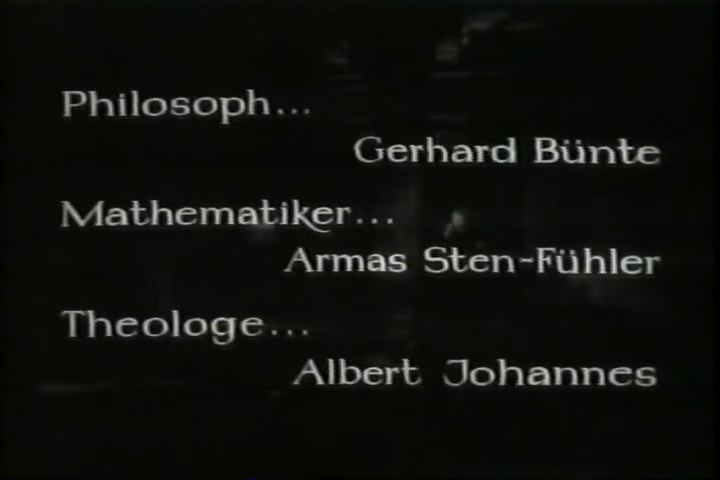 Philosoph...
Gerhard Bünte
Mathematiker...
Armas Sten-Fühler
Theologe...
Albert Johannes